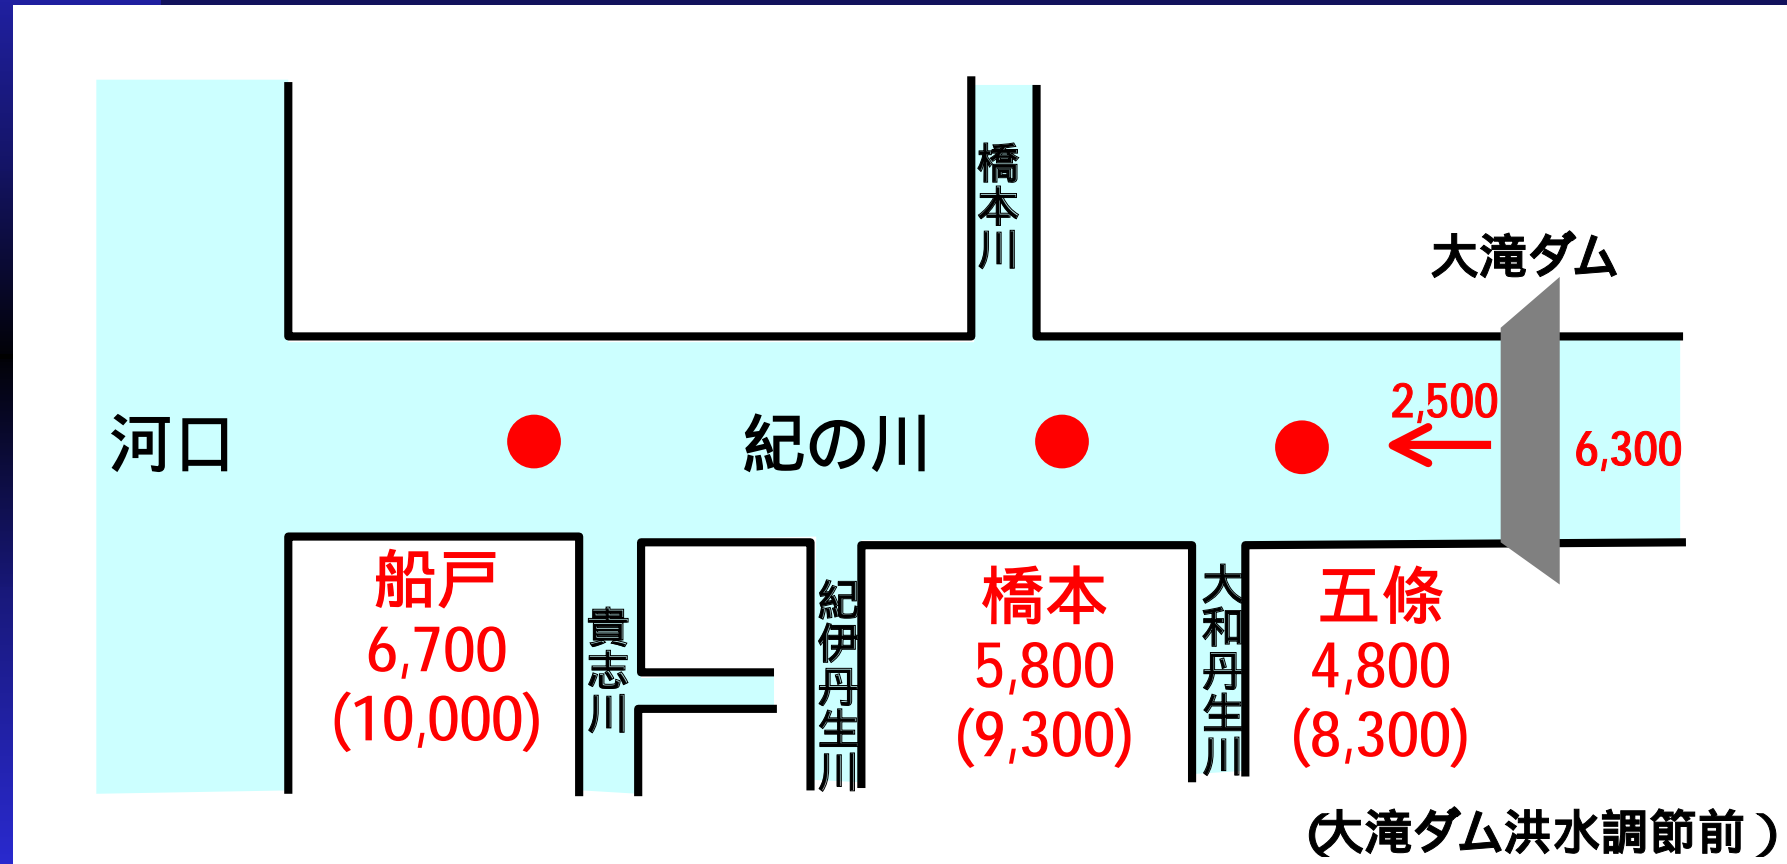 橋本川
大滝ダム
2,500
6,300
河口
紀の川
船戸
6,700
(10,000)
貴志川
紀伊丹生川
橋本
5,800
(9,300)
大和丹生川
五條
4,800
(8,300)
(大滝ダム洪水調節前)